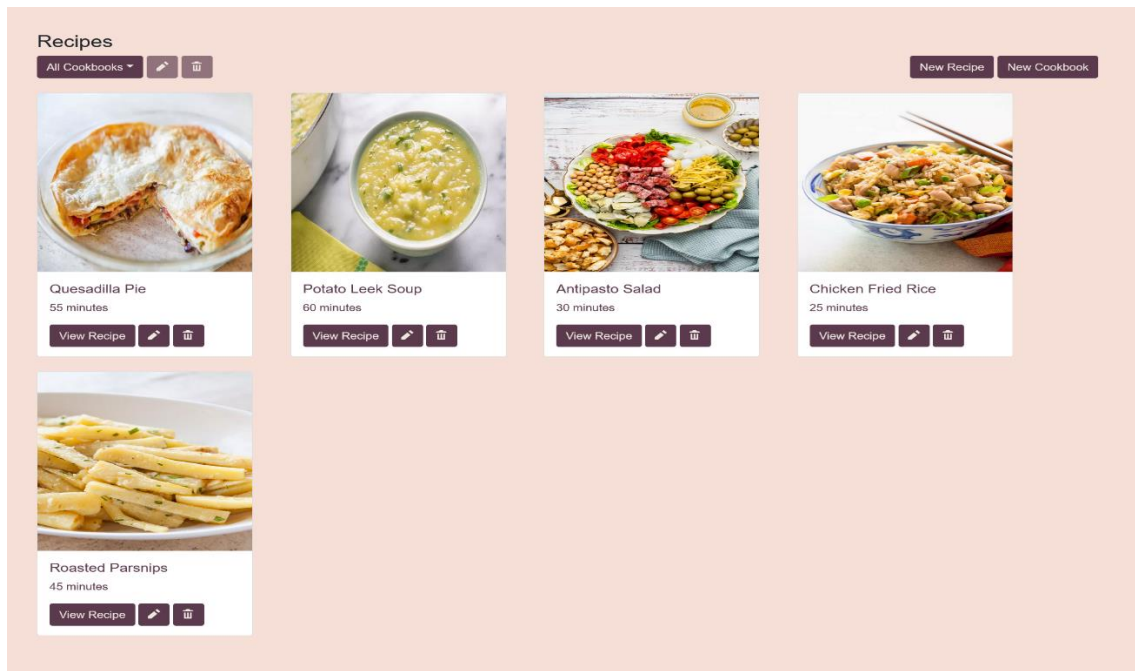 Recipes
All Cookbooks
New Recipe New Cookbook
Quesadilla Pie
55 minutes
View Recipe
Potato Leek Soup
60 minutes
View Recipe
Antipasto Salad
30 minutes
View Recipe
Chicken Fried Rice
25 minutes
View Recipe
Roasted Parsnips
45 minutes
View Recipe